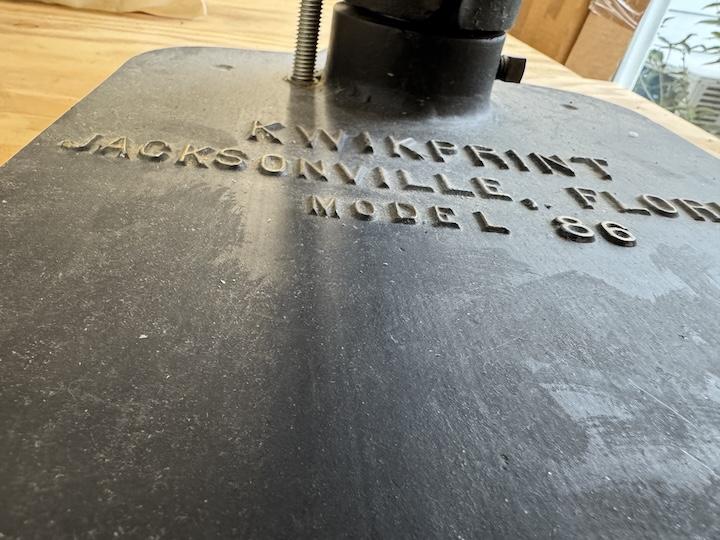 KWIKPRINT
JACKSONVILLE, FLOR
MODEL 86